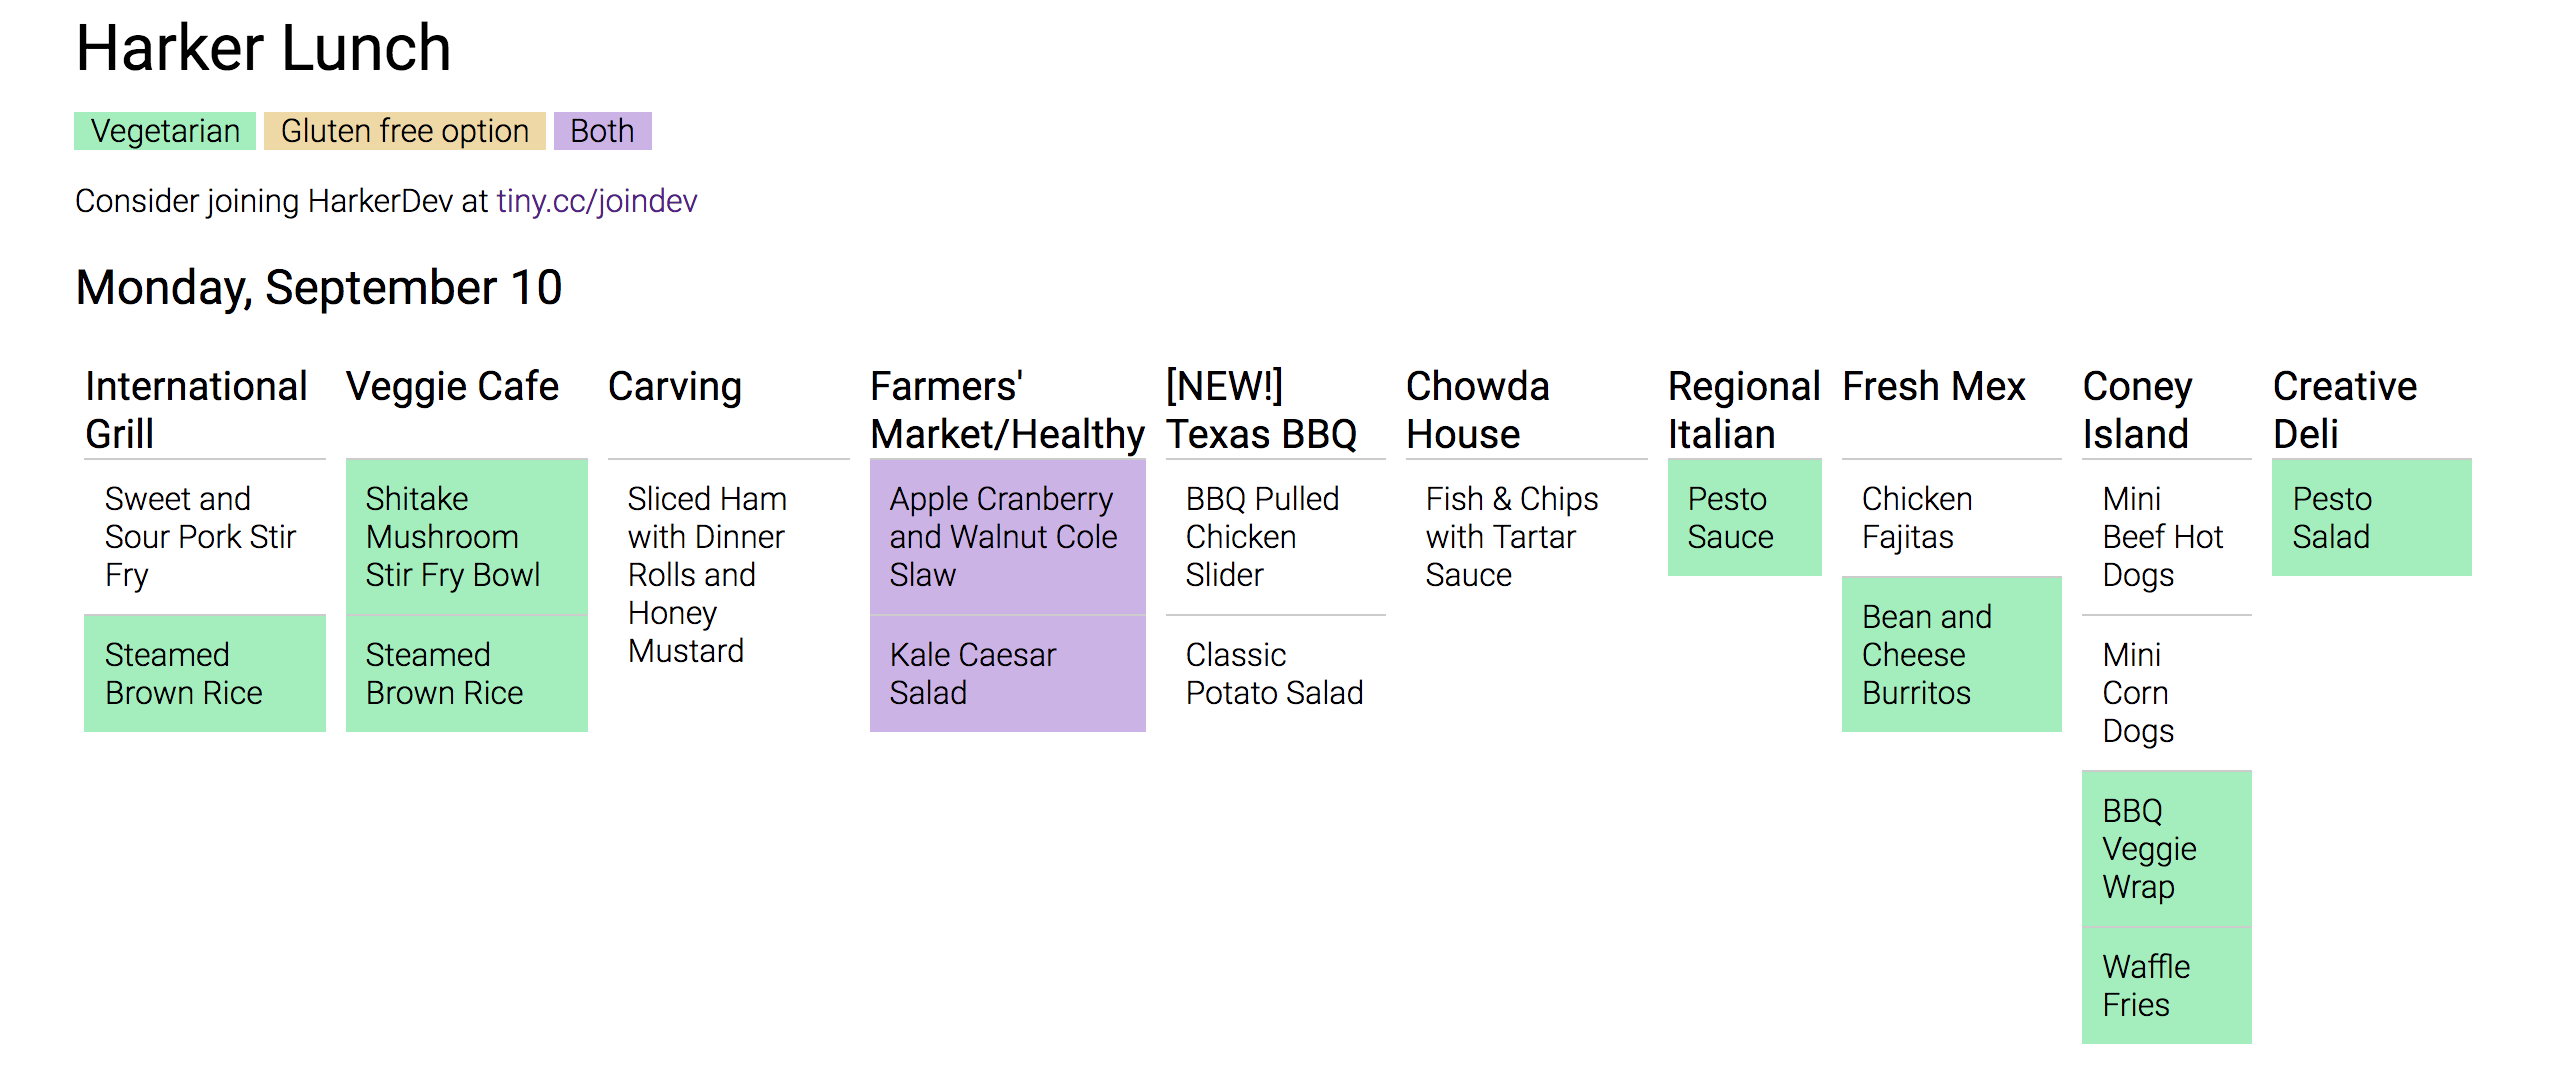 Harker Lunch
Vegetarian Gluten free option Both
Consider joining HarkerDev at tiny.cc/joindev
Monday, September 10
International
Grill
Sweet and
Sour Pork Stir
Fry
Steamed
Brown Rice
Veggie Cafe
Shitake
Mushroom
Stir Fry Bowl
Steamed
Brown Rice
Carving
Sliced Ham
with Dinner
Rolls and
Honey
Mustard
Farmers'
Market/Healthy
Apple Cranberry
and Walnut Cole
Slaw
Kale Caesar
Salad
[NEW!]
Texas BBQ
BBQ Pulled
Chicken
Slider
Classic
Potato Salad
Chowda
House
Fish & Chips
with Tartar
Sauce
Regional
Italian
Pesto
Sauce
Fresh Mex
Chicken
Fajitas
Bean and
Cheese
Burritos
Coney
Island
Mini
Beef Hot
Dogs
Mini
Corn
Dogs
BBQ
Veggie
Wrap
Waffle
Fries
Creative
Deli
Pesto
Salad